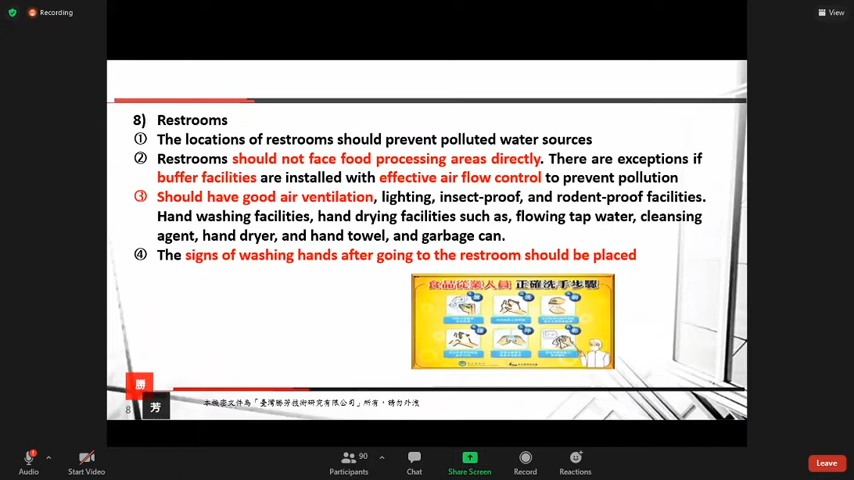 Recording
View
8) Restrooms
① The locations of restrooms should prevent polluted water sources
② Restrooms should not face food processing areas directly. There are exceptions if
buffer facilities are installed with effective air flow control to prevent pollution
③ Should have good air ventilation, lighting, insect-proof, and rodent-proof facilities.
Hand washing facilities, hand drying facilities such as, flowing tap water, cleansing
agent, hand dryer, and hand towel, and garbage can.
④ The signs of washing hands after going to the restroom should be placed
食品從業人員 正確洗手步驟
勝
8 芳
本機密文件為「臺灣勝芳技術研究有限公司」所有，請勿外洩
Audio
Start Video
90
Participants
Chat
Share Screen
Record
Reactions
Leave